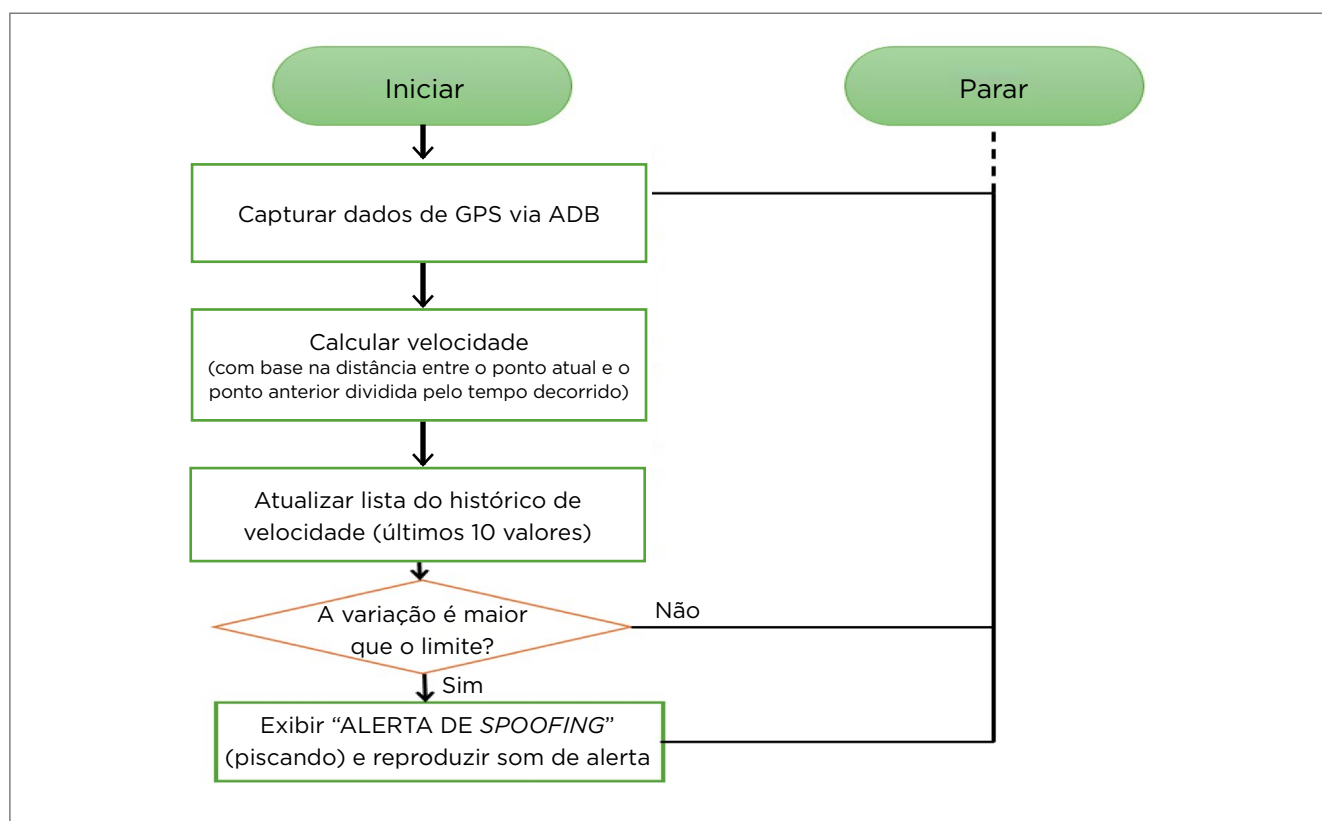 Iniciar
Parar
Capturar dados de GPS via ADB
Calcular velocidade
(com base na distância entre o ponto atual e o
ponto anterior dividida pelo tempo decorrido)
Atualizar lista do histórico de
velocidade (últimos 10 valores)
A variação é maior
que o limite?
Não
Sim
Exibir “ALERTA DE SPOOFING”
(piscando) e reproduzir som de alerta